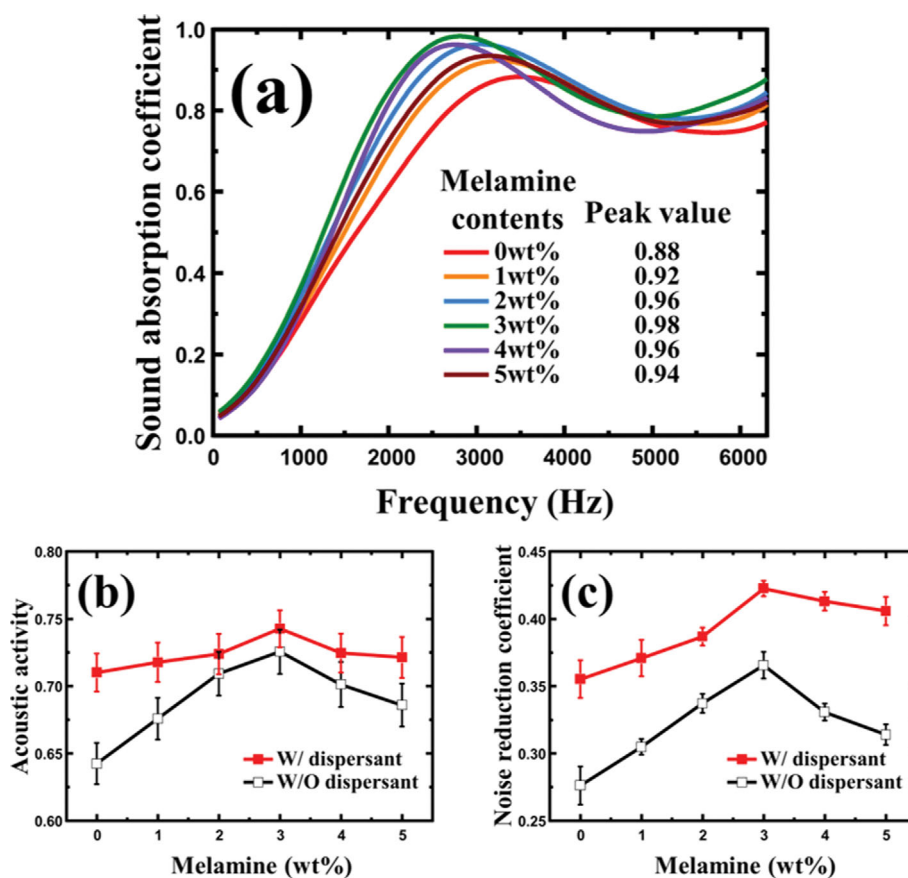 (a)
Sound absorption coefficient
1.0
0.8
0.6
0.4
0.2
0.0
Melamine contents Peak value
0wt% 0.88
1wt% 0.92
2wt% 0.96
3wt% 0.98
4wt% 0.96
5wt% 0.94
0 1000 2000 3000 4000 5000 6000
Frequency (Hz)
(b)
Acoustic activity
0.80
0.75
0.70
0.65
0.60
W/ dispersant
W/O dispersant
0 1 2 3 4 5
Melamine (wt%)
(c)
Noise reduction coefficient
0.45
0.40
0.35
0.30
0.25
W/ dispersant
W/O dispersant
0 1 2 3 4 5
Melamine (wt%)